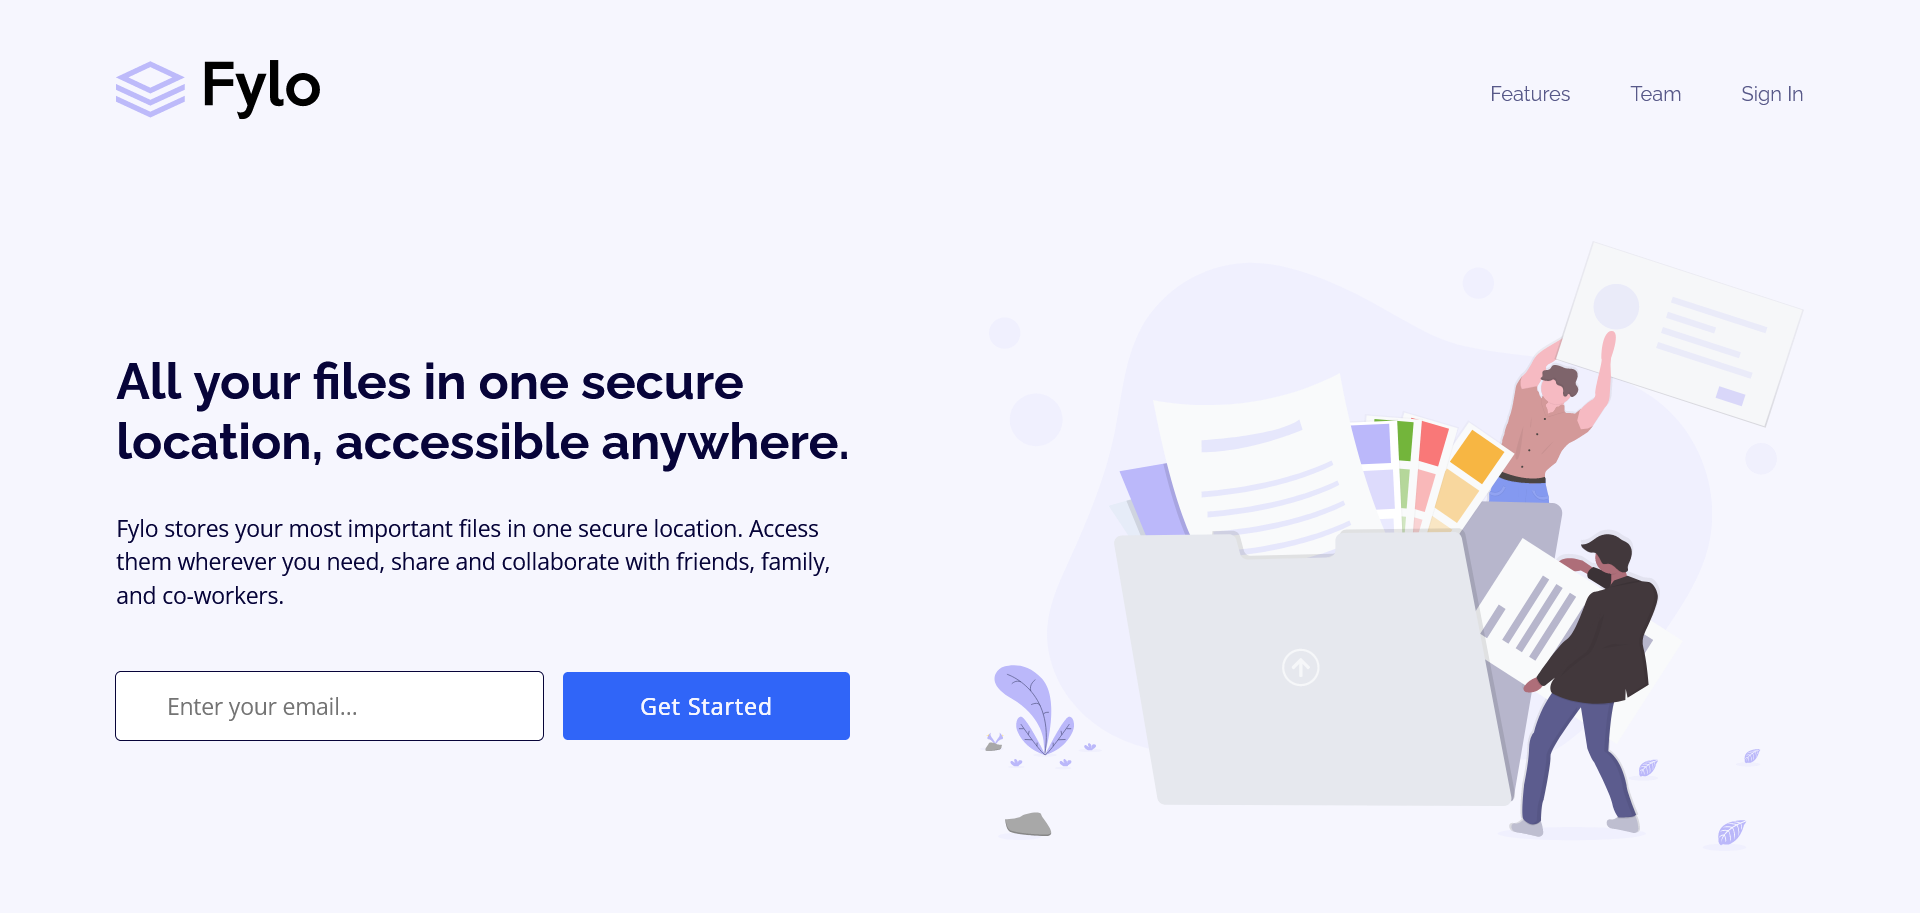 Fylo
Features
Team
Sign In
All your files in one secure
location, accessible anywhere.
Fylo stores your most important files in one secure location. Access
them wherever you need, share and collaborate with friends, family,
and co-workers.
Enter your email...
Get Started